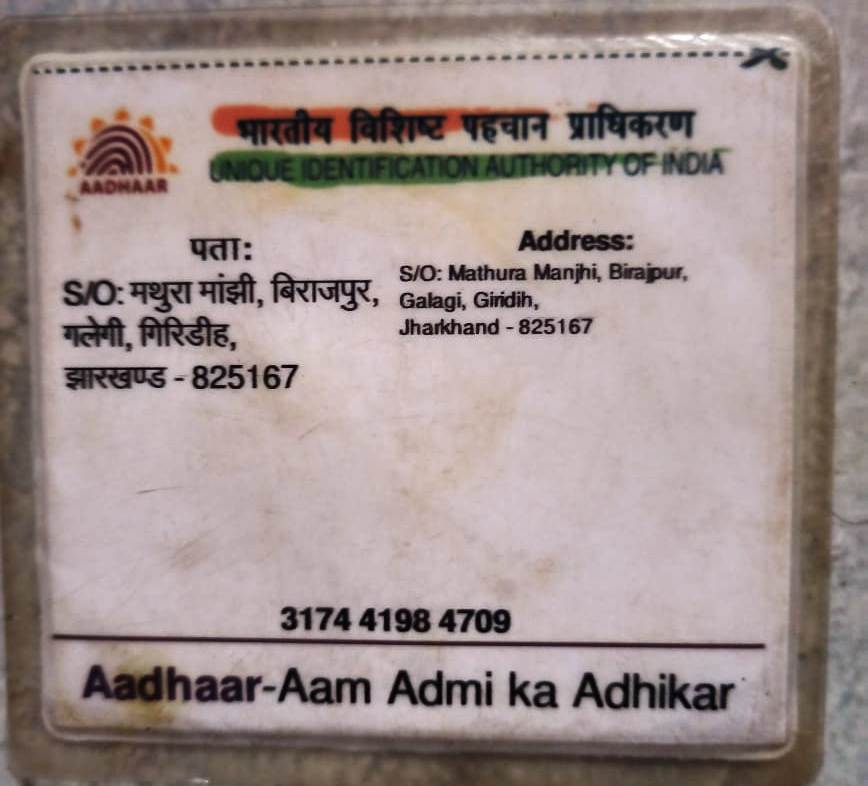 भारतीय विशिष्ट पहचान प्राधिकरण
UNIQUE IDENTIFICATION AUTHORITY OF INDIA
AADHAAR
पता:
S/O: मथुरा मांझी, बिराजपुर,
गलेगी, गिरिडीह,
झारखण्ड - 825167
Address:
S/O: Mathura Manjhi, Birajpur,
Galagi, Giridih,
Jharkhand - 825167
3174 4198 4709
Aadhaar-Aam Admi ka Adhikar